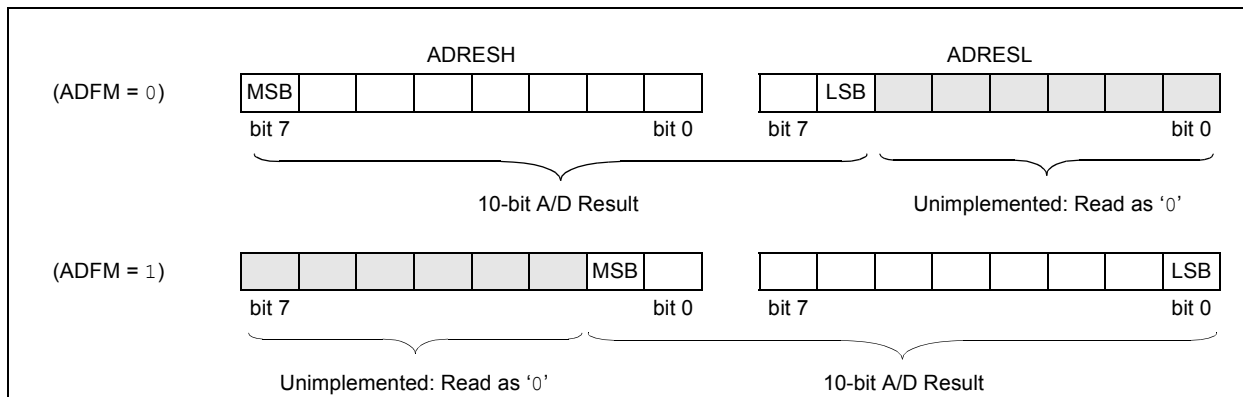 ADRESH ADRESL
(ADFM = 0) MSB LSB
bit 7 bit 0 bit 7 bit 0
10-bit A/D Result Unimplemented: Read as ‘0’
(ADFM = 1) MSB LSB
bit 7 bit 0 bit 7 bit 0
Unimplemented: Read as ‘0’ 10-bit A/D Result